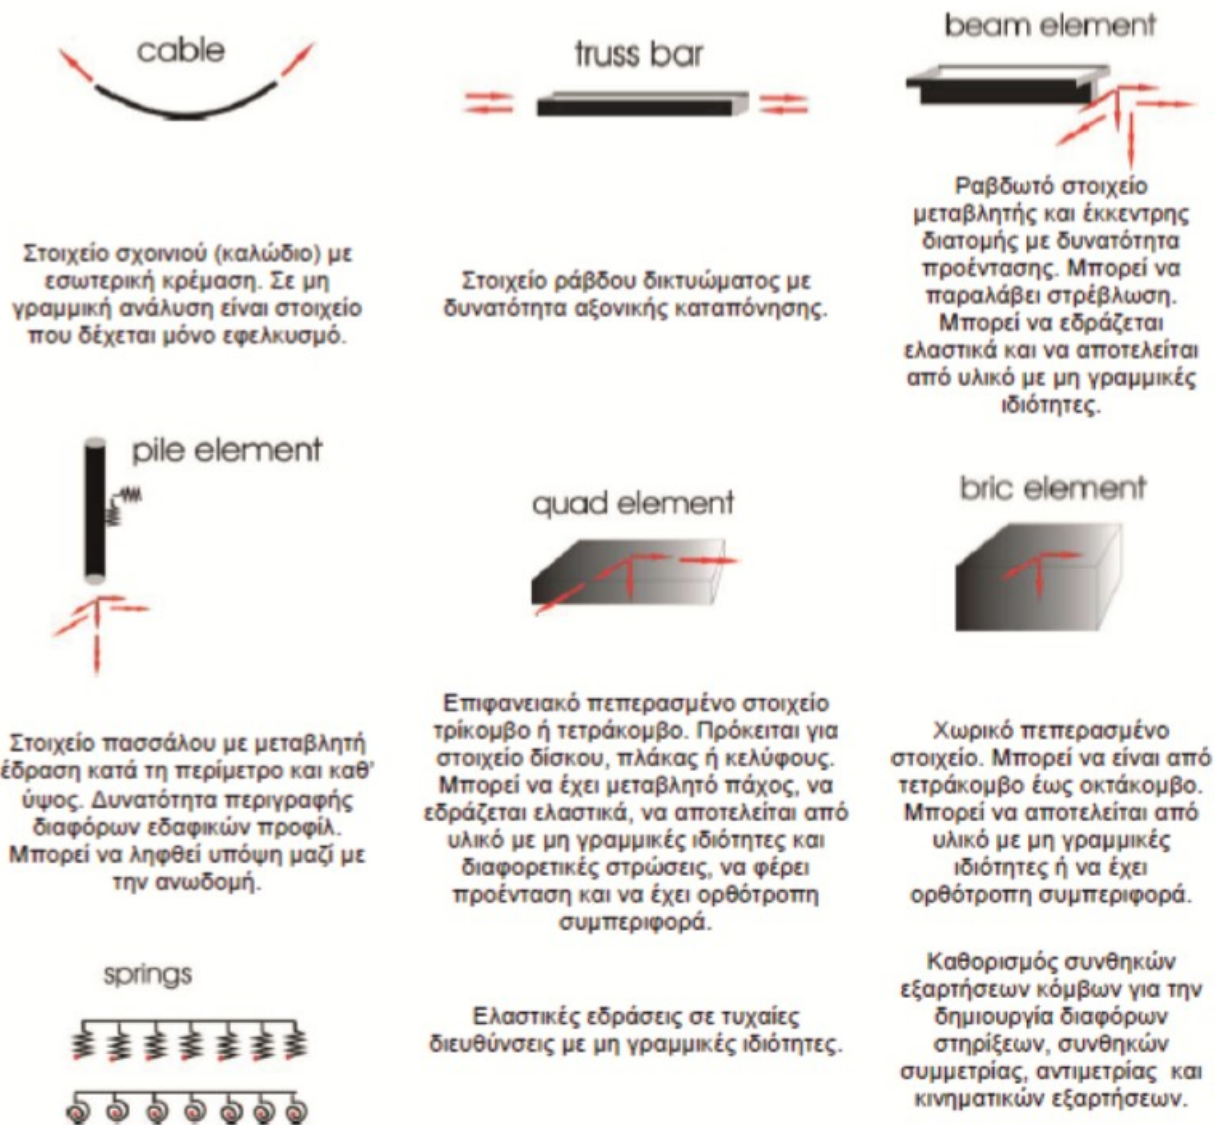 cable
Στοιχείο σχοινιού (καλώδιο) με
εσωτερική κρέμαση. Σε μη
γραμμική ανάλυση είναι στοιχείο
που δέχεται μόνο εφελκυσμό.
truss bar
Στοιχείο ράβδου δικτυώματος με
δυνατότητα αξονικής καταπόνησης.
beam element
Ραβδωτό στοιχείο
μεταβλητής και έκκεντρης
διατομής με δυνατότητα
προέντασης. Μπορεί να
παραλάβει στρέβλωση.
Μπορεί να εδράζεται
ελαστικά και να αποτελείται
από υλικό με μη γραμμικές
ιδιότητες.
pile element
Στοιχείο πασσάλου με μεταβλητή
έδραση κατά τη περίμετρο και καθ'
ύψος. Δυνατότητα περιγραφής
διαφόρων εδαφικών προφίλ.
Μπορεί να ληφθεί υπόψη μαζί με
την ανωδομή.
quad element
Επιφανειακό πεπερασμένο στοιχείο
τρίκομβο ή τετράκομβο. Πρόκειται για
στοιχείο δίσκου, πλάκας ή κελύφους.
Μπορεί να έχει μεταβλητό πάχος, να
εδράζεται ελαστικά, να αποτελείται από
υλικό με μη γραμμικές ιδιότητες και
διαφορετικές στρώσεις, να φέρει
προένταση και να έχει ορθότροπη
συμπεριφορά.
bric element
Χωρικό πεπερασμένο
στοιχείο. Μπορεί να είναι από
τετράκομβο έως οκτάκομβο.
Μπορεί να αποτελείται από
υλικό με μη γραμμικές
ιδιότητες ή να έχει
ορθότροπη συμπεριφορά.
springs
Ελαστικές εδράσεις σε τυχαίες
διευθύνσεις με μη γραμμικές ιδιότητες.
Καθορισμός συνθηκών
εξαρτήσεων κόμβων για την
δημιουργία διαφόρων
στηρίξεων, συνθηκών
συμμετρίας, αντιμετρίας και
κινηματικών εξαρτήσεων.